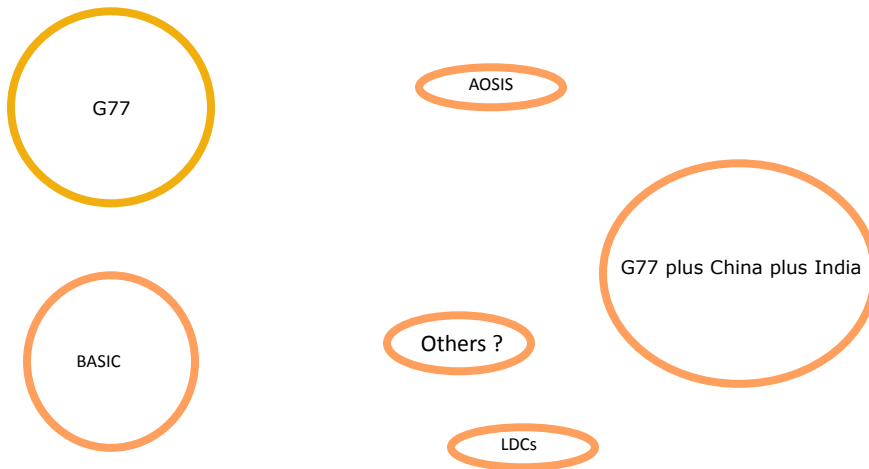 G77
AOSIS
G77 plus China plus India
Others ?
BASIC
LDCs